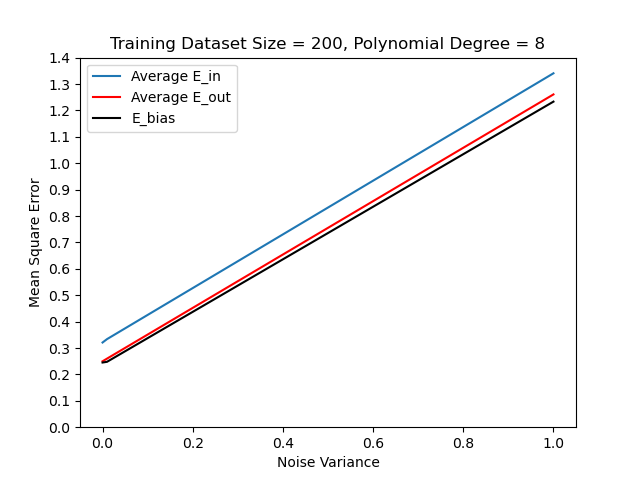 Training Dataset Size = 200, Polynomial Degree = 8
Average E_in
Average E_out
E_bias
Mean Square Error
1.4
1.3
1.2
1.1
1.0
0.9
0.8
0.7
0.6
0.5
0.4
0.3
0.2
0.1
0.0
0.0 0.2 0.4 0.6 0.8 1.0
Noise Variance